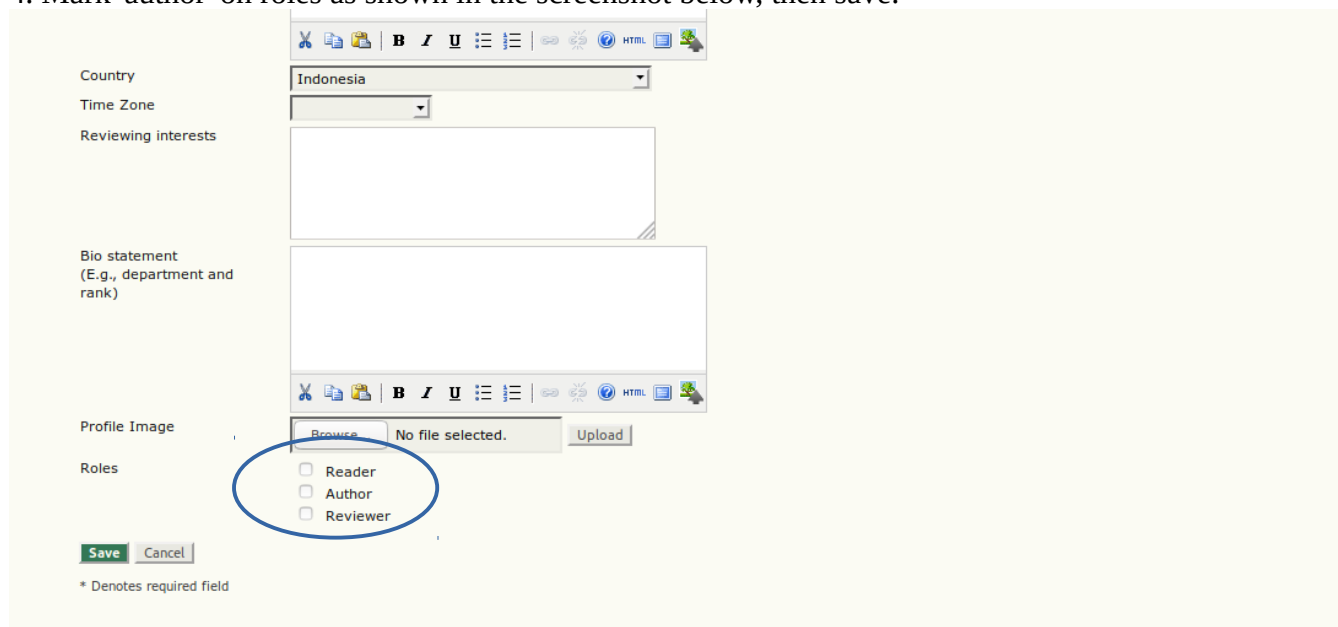 4. Mark 'author' on roles as shown in the screenshot below, then save.
B I U HTML
Country
Indonesia
Time Zone
Reviewing interests
Bio statement
(E.g., department and
rank)
B I U HTML
Profile Image
Browse... No file selected. Upload
Roles
Reader
Author
Reviewer
Save Cancel
* Denotes required field